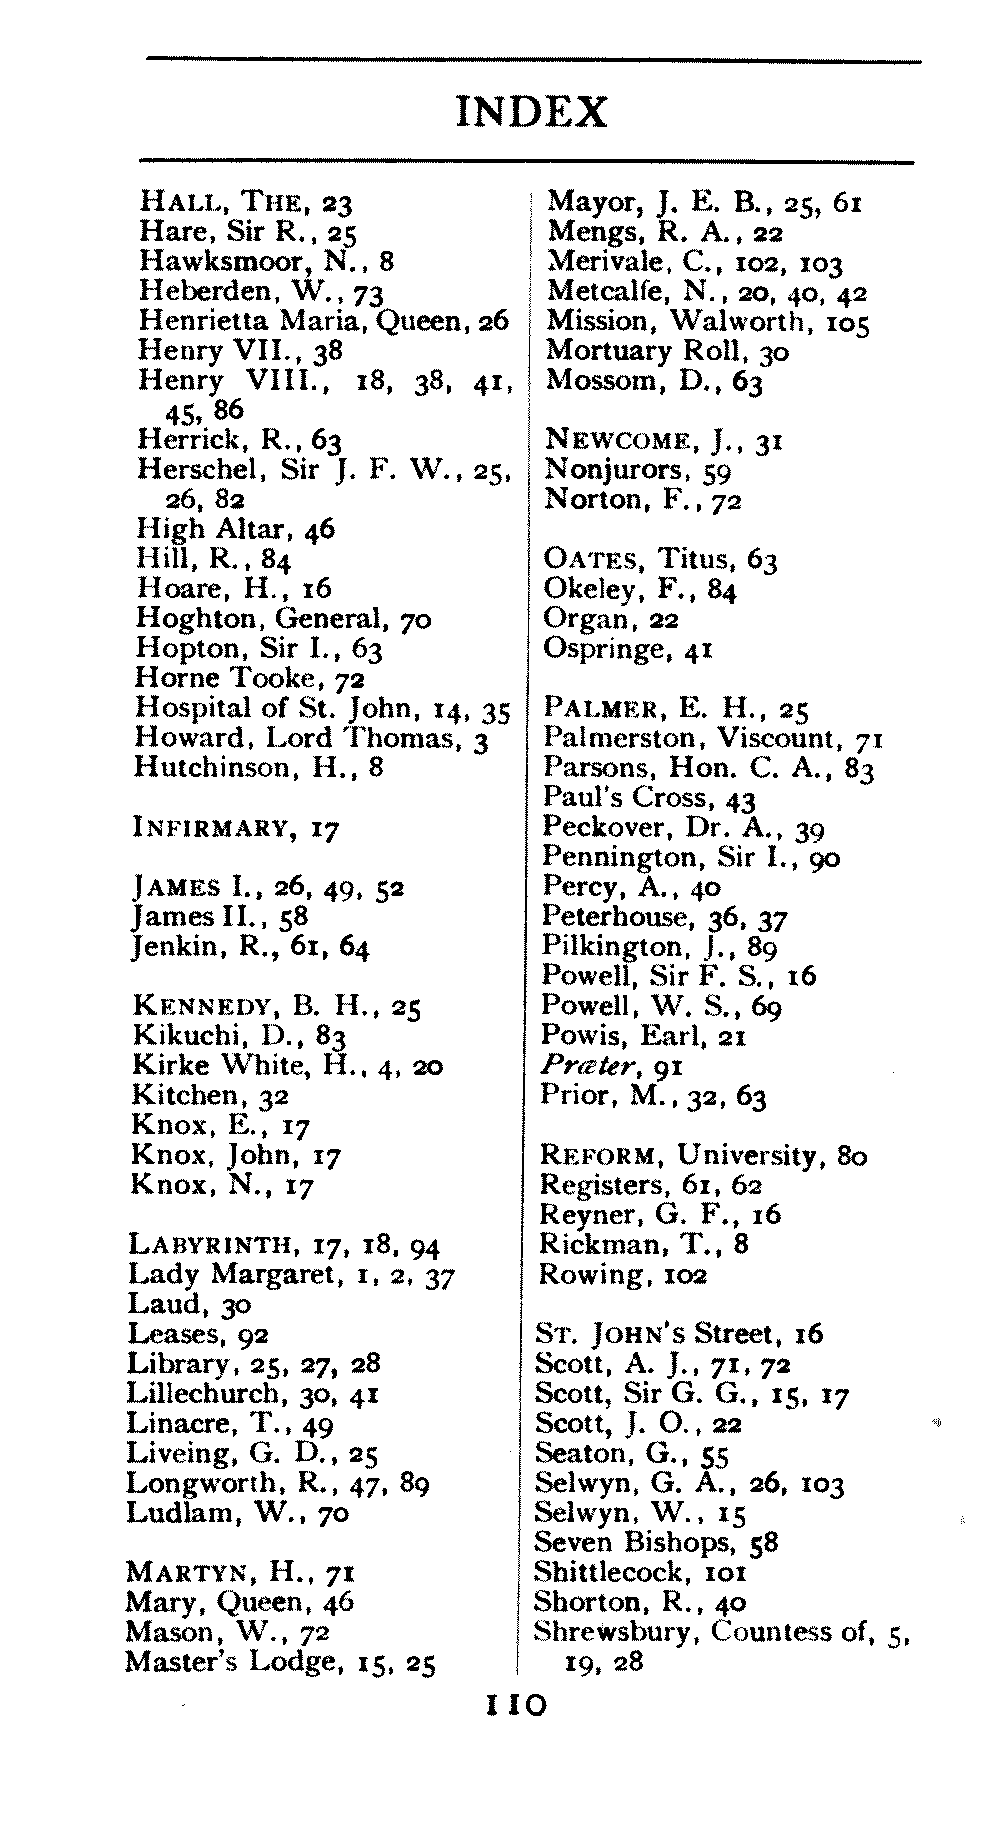 INDEX
HALL, THE, 23
Hare, Sir R., 25
Hawksmoor, N., 8
Heberden, W., 73
Henrietta Maria, Queen, 26
Henry VII., 38
Henry VIII., 18, 38, 41,
45, 86
Herrick, R., 63
Herschel, Sir J. F. W., 25,
26, 82
High Altar, 46
Hill, R., 84
Hoare, H., 16
Hoghton, General, 70
Hopton, Sir I., 63
Horne Tooke, 72
Hospital of St. John, 14, 35
Howard, Lord Thomas, 3
Hutchinson, H., 8
INFIRMARY, 17
JAMES I., 26, 49, 52
James II., 58
Jenkin, R., 61, 64
KENNEDY, B. H., 25
Kikuchi, D., 83
Kirke White, H., 4, 20
Kitchen, 32
Knox, E., 17
Knox, John, 17
Knox, N., 17
LABYRINTH, 17, 18, 94
Lady Margaret, 1, 2, 37
Laud, 30
Leases, 92
Library, 25, 27, 28
Lillechurch, 30, 41
Linacre, T., 49
Liveing, G. D., 25
Longworth, R., 47, 89
Ludlam, W., 70
MARTYN, H., 71
Mary, Queen, 46
Mason, W., 72
Master's Lodge, 15, 25
Mayor, J. E. B., 25, 61
Mengs, R. A., 22
Merivale, C., 102, 103
Metcalfe, N., 20, 40, 42
Mission, Walworth, 105
Mortuary Roll, 30
Mossom, D., 63
NEWCOME, J., 31
Nonjurors, 59
Norton, F., 72
OATES, Titus, 63
Okeley, F., 84
Organ, 22
Ospringe, 41
PALMER, E. H., 25
Palmerston, Viscount, 71
Parsons, Hon. C. A., 83
Paul's Cross, 43
Peckover, Dr. A., 39
Pennington, Sir I., 90
Percy, A., 40
Peterhouse, 36, 37
Pilkington, J., 89
Powell, Sir F. S., 16
Powell, W. S., 69
Powis, Earl, 21
Præter, 91
Prior, M., 32, 63
REFORM, University, 80
Registers, 61, 62
Reyner, G. F., 16
Rickman, T., 8
Rowing, 102
ST. JOHN'S Street, 16
Scott, A. J., 71, 72
Scott, Sir G. G., 15, 17
Scott, J. O., 22
Seaton, G., 55
Selwyn, G. A., 26, 103
Selwyn, W., 15
Seven Bishops, 58
Shittlecock, 101
Shorton, R., 40
Shrewsbury, Countess of, 5,
19, 28
110